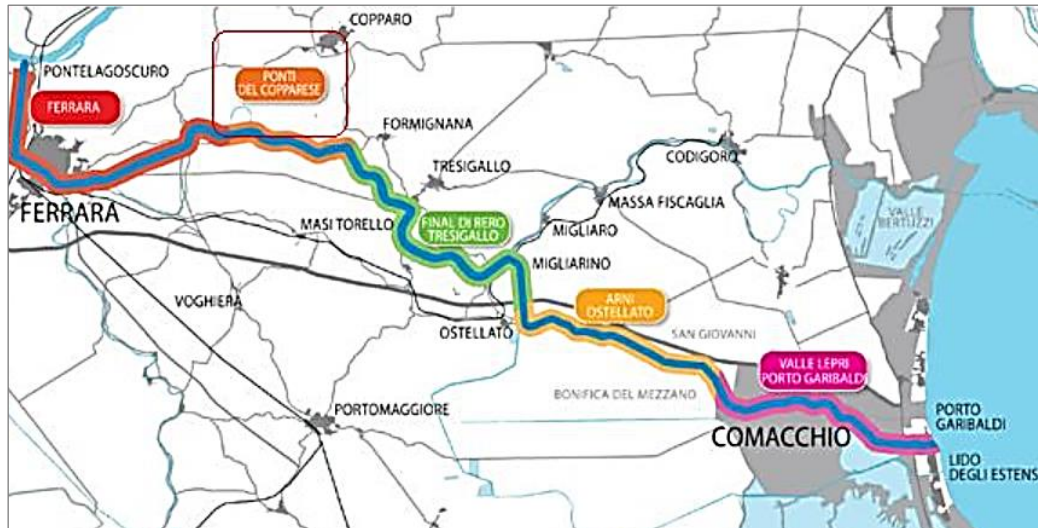 COPPARO
PONTELAGOSCURO
PONTI
DEL COPPARESE
FERRARA
FORMIGNANA
CODIGORO
TRESIGALLO
MASSA FISCAGLIA
FERRARA
MASI TORELLO
FINAL DI RERO
TRESIGALLO
MIGLIARO
VALLE
BERTUZZI
MIGLIARINO
VOGHIERA
ARNI
OSTELLATO
OSTELLATO
SAN GIOVANNI
VALLE LEPRI
PORTO GARIBALDI
BONIFICA DEL MEZZANO
PORTOMAGGIORE
COMACCHIO
PORTO
GARIBALDI
LIDO
DEGLI ESTENS